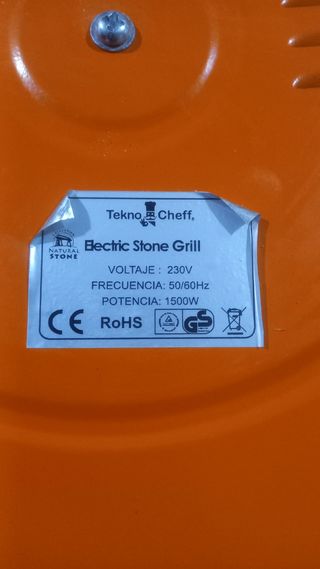 Tekno Cheff®
NATURAL
STONE
Electric Stone Grill
VOLTAJE : 230V
FRECUENCIA: 50/60Hz
POTENCIA: 1500W
CE RoHS GS